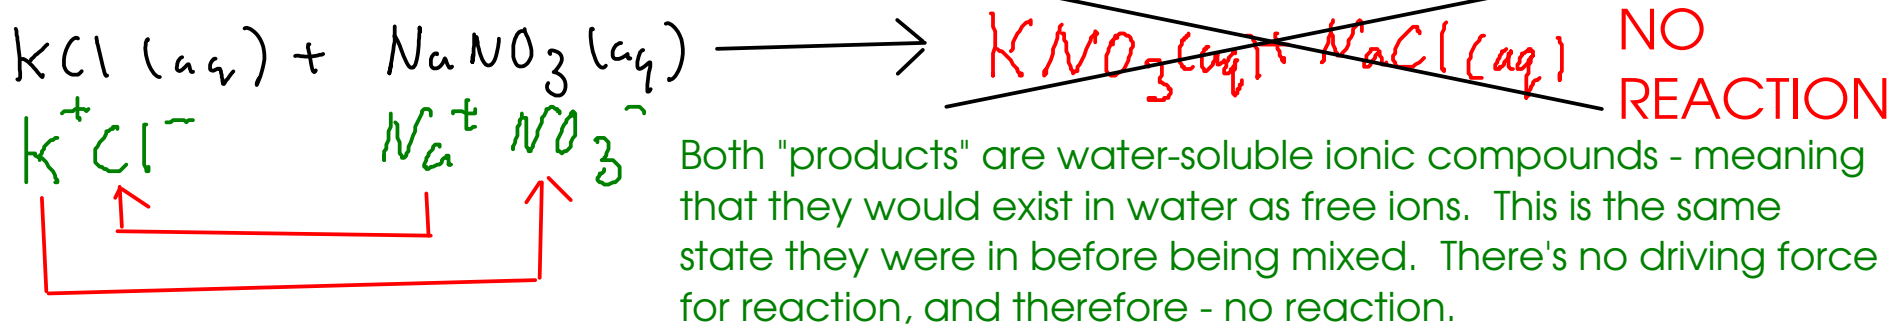 KCl (aq) + NaNO3 (aq) → KNO3(aq) + NaCl(aq) NO
REACTION
K+ Cl- Na+ NO3-
Both "products" are water-soluble ionic compounds - meaning
that they would exist in water as free ions. This is the same
state they were in before being mixed. There's no driving force
for reaction, and therefore - no reaction.